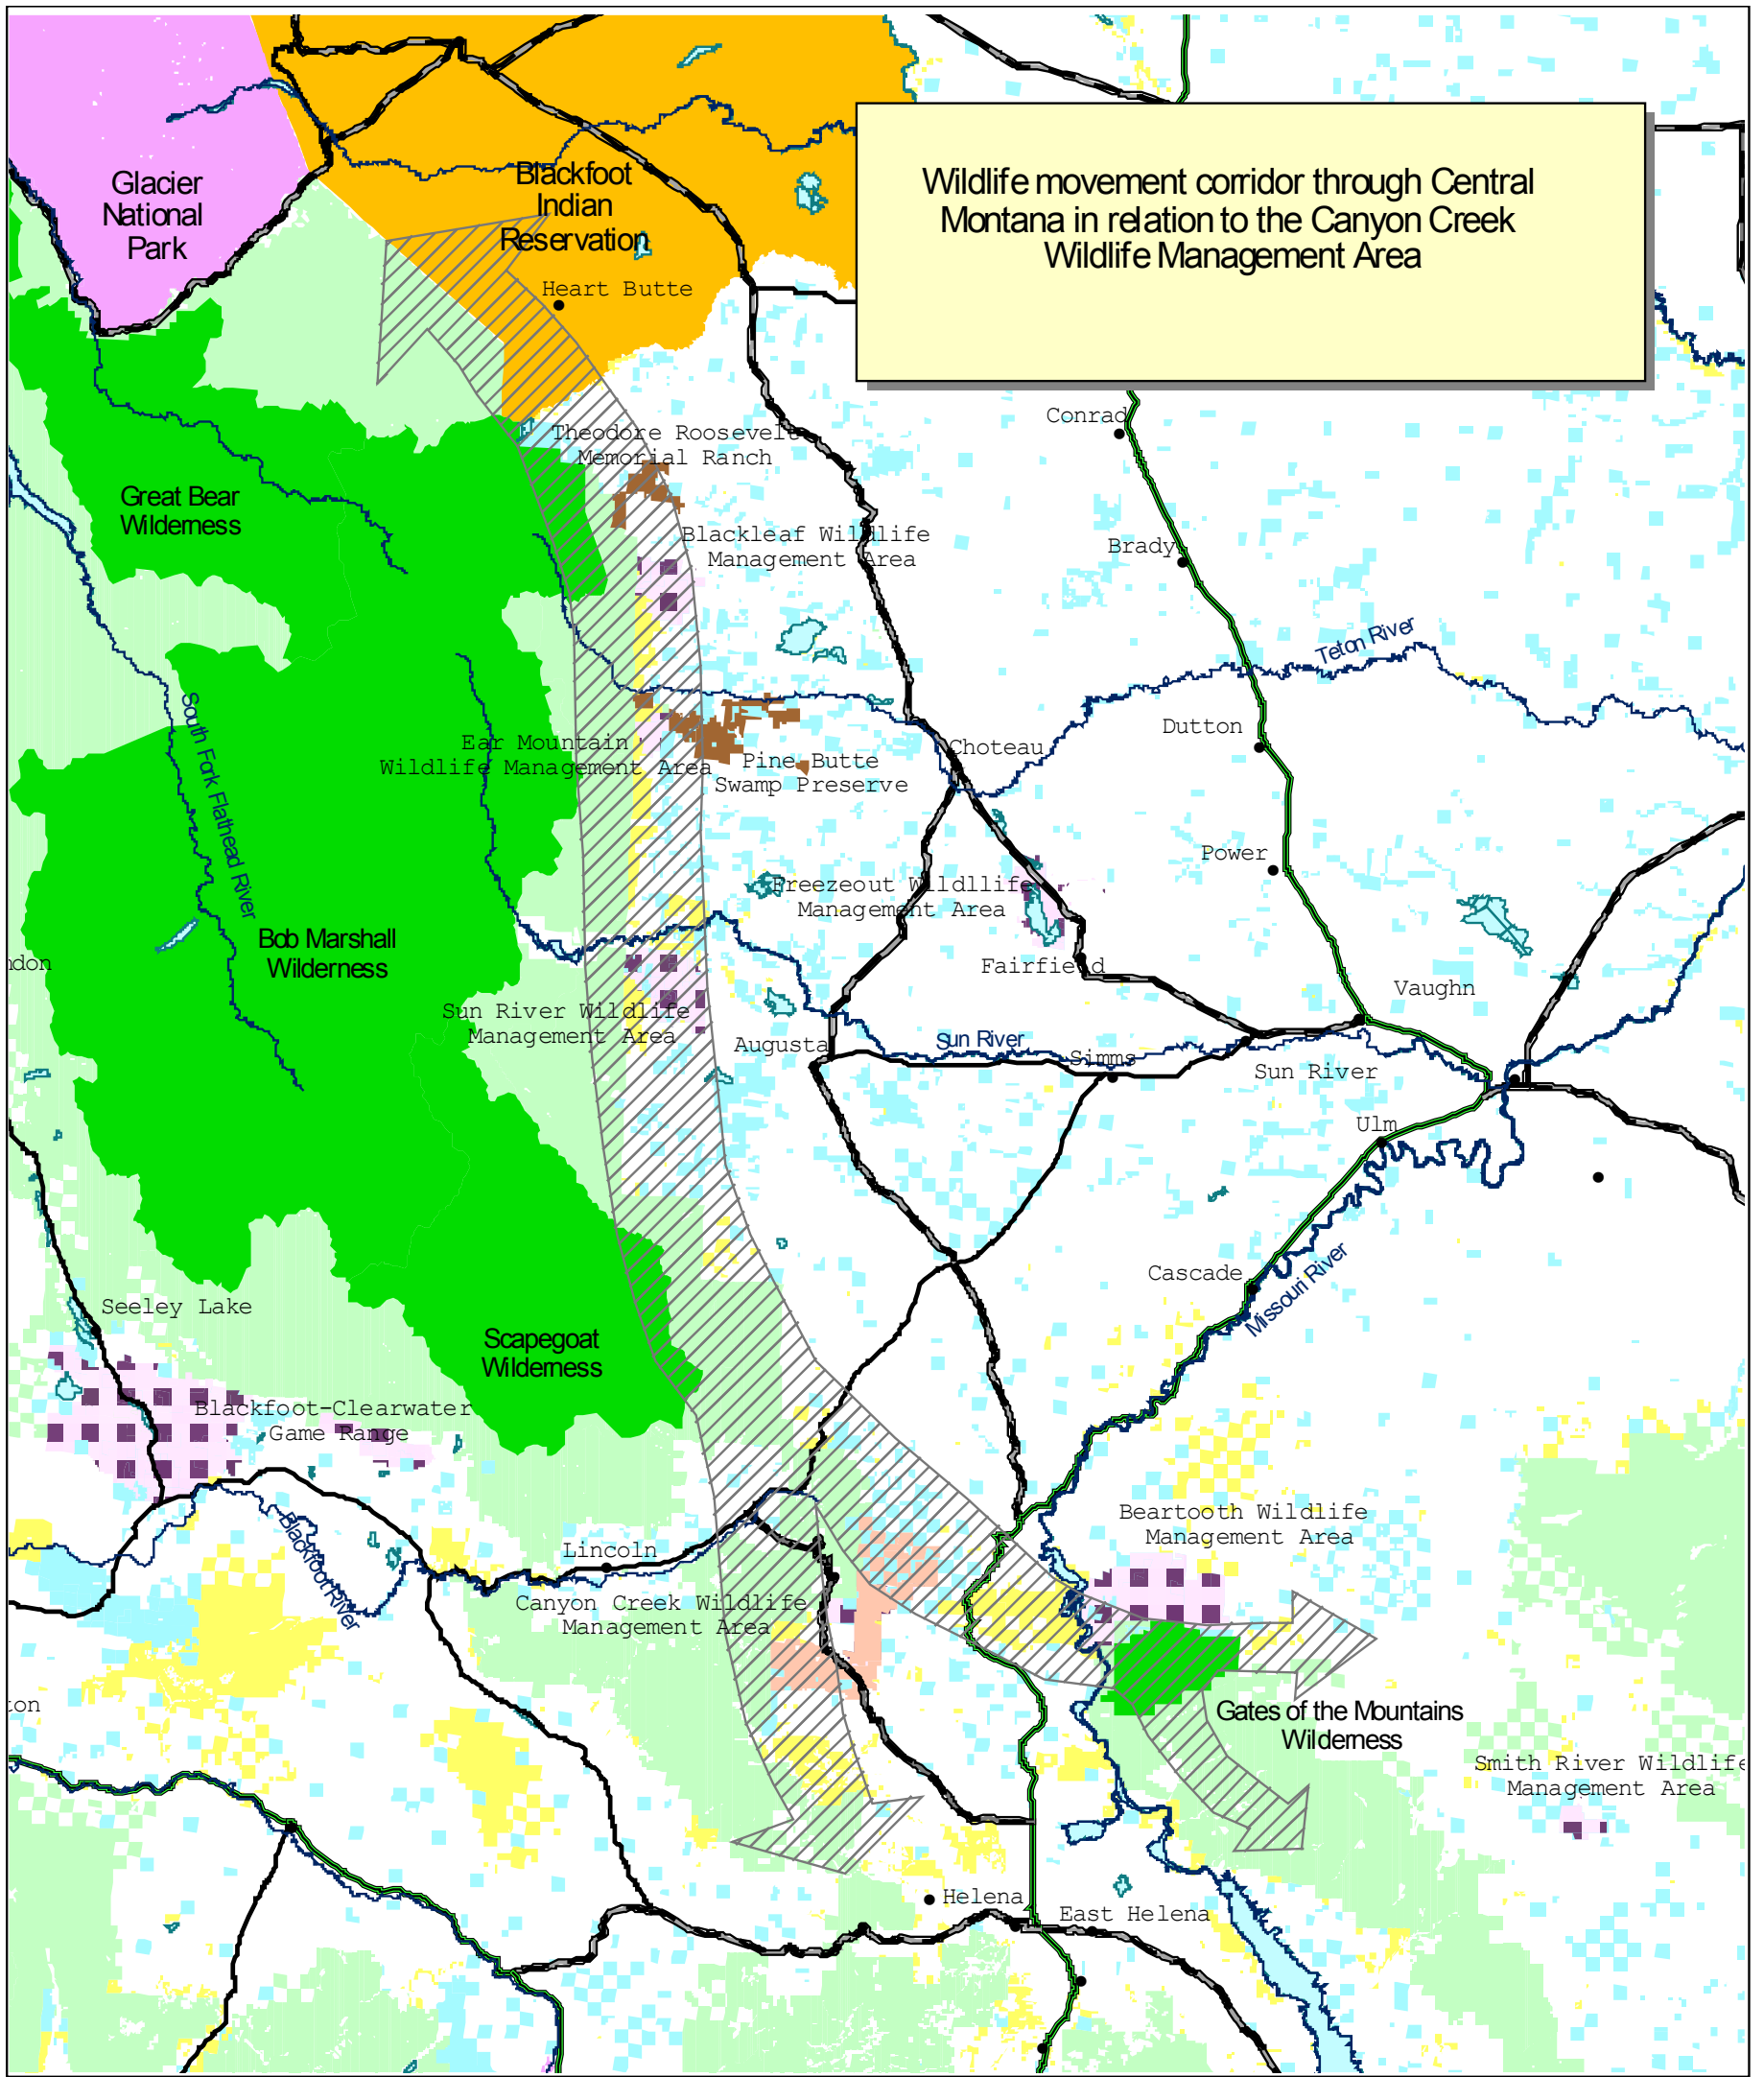 Wildlife movement corridor through Central
Montana in relation to the Canyon Creek
Wildlife Management Area
Glacier
National
Park
Blackfoot
Indian
Reservation
Heart Butte
Conrad
Theodore Roosevelt
Memorial Ranch
Great Bear
Wilderness
Blackleaf Wildlife
Management Area
Brady
Teton River
South Fork Flathead River
Dutton
Ear Mountain
Wildlife Management Area
Choteau
Pine Butte
Swamp Preserve
Power
Freezeout Wildllife
Management Area
Bob Marshall
Wilderness
ndon
Fairfield
Vaughn
Sun River Wildlife
Management Area
Augusta
Sun River
Simms
Sun River
Ulm
Cascade
Missouri River
Seeley Lake
Scapegoat
Wilderness
Blackfoot-Clearwater
Game Range
Beartooth Wildlife
Management Area
Blackfoot River
Lincoln
Canyon Creek Wildlife
Management Area
ton
Gates of the Mountains
Wilderness
Smith River Wildlife
Management Area
Helena
East Helena